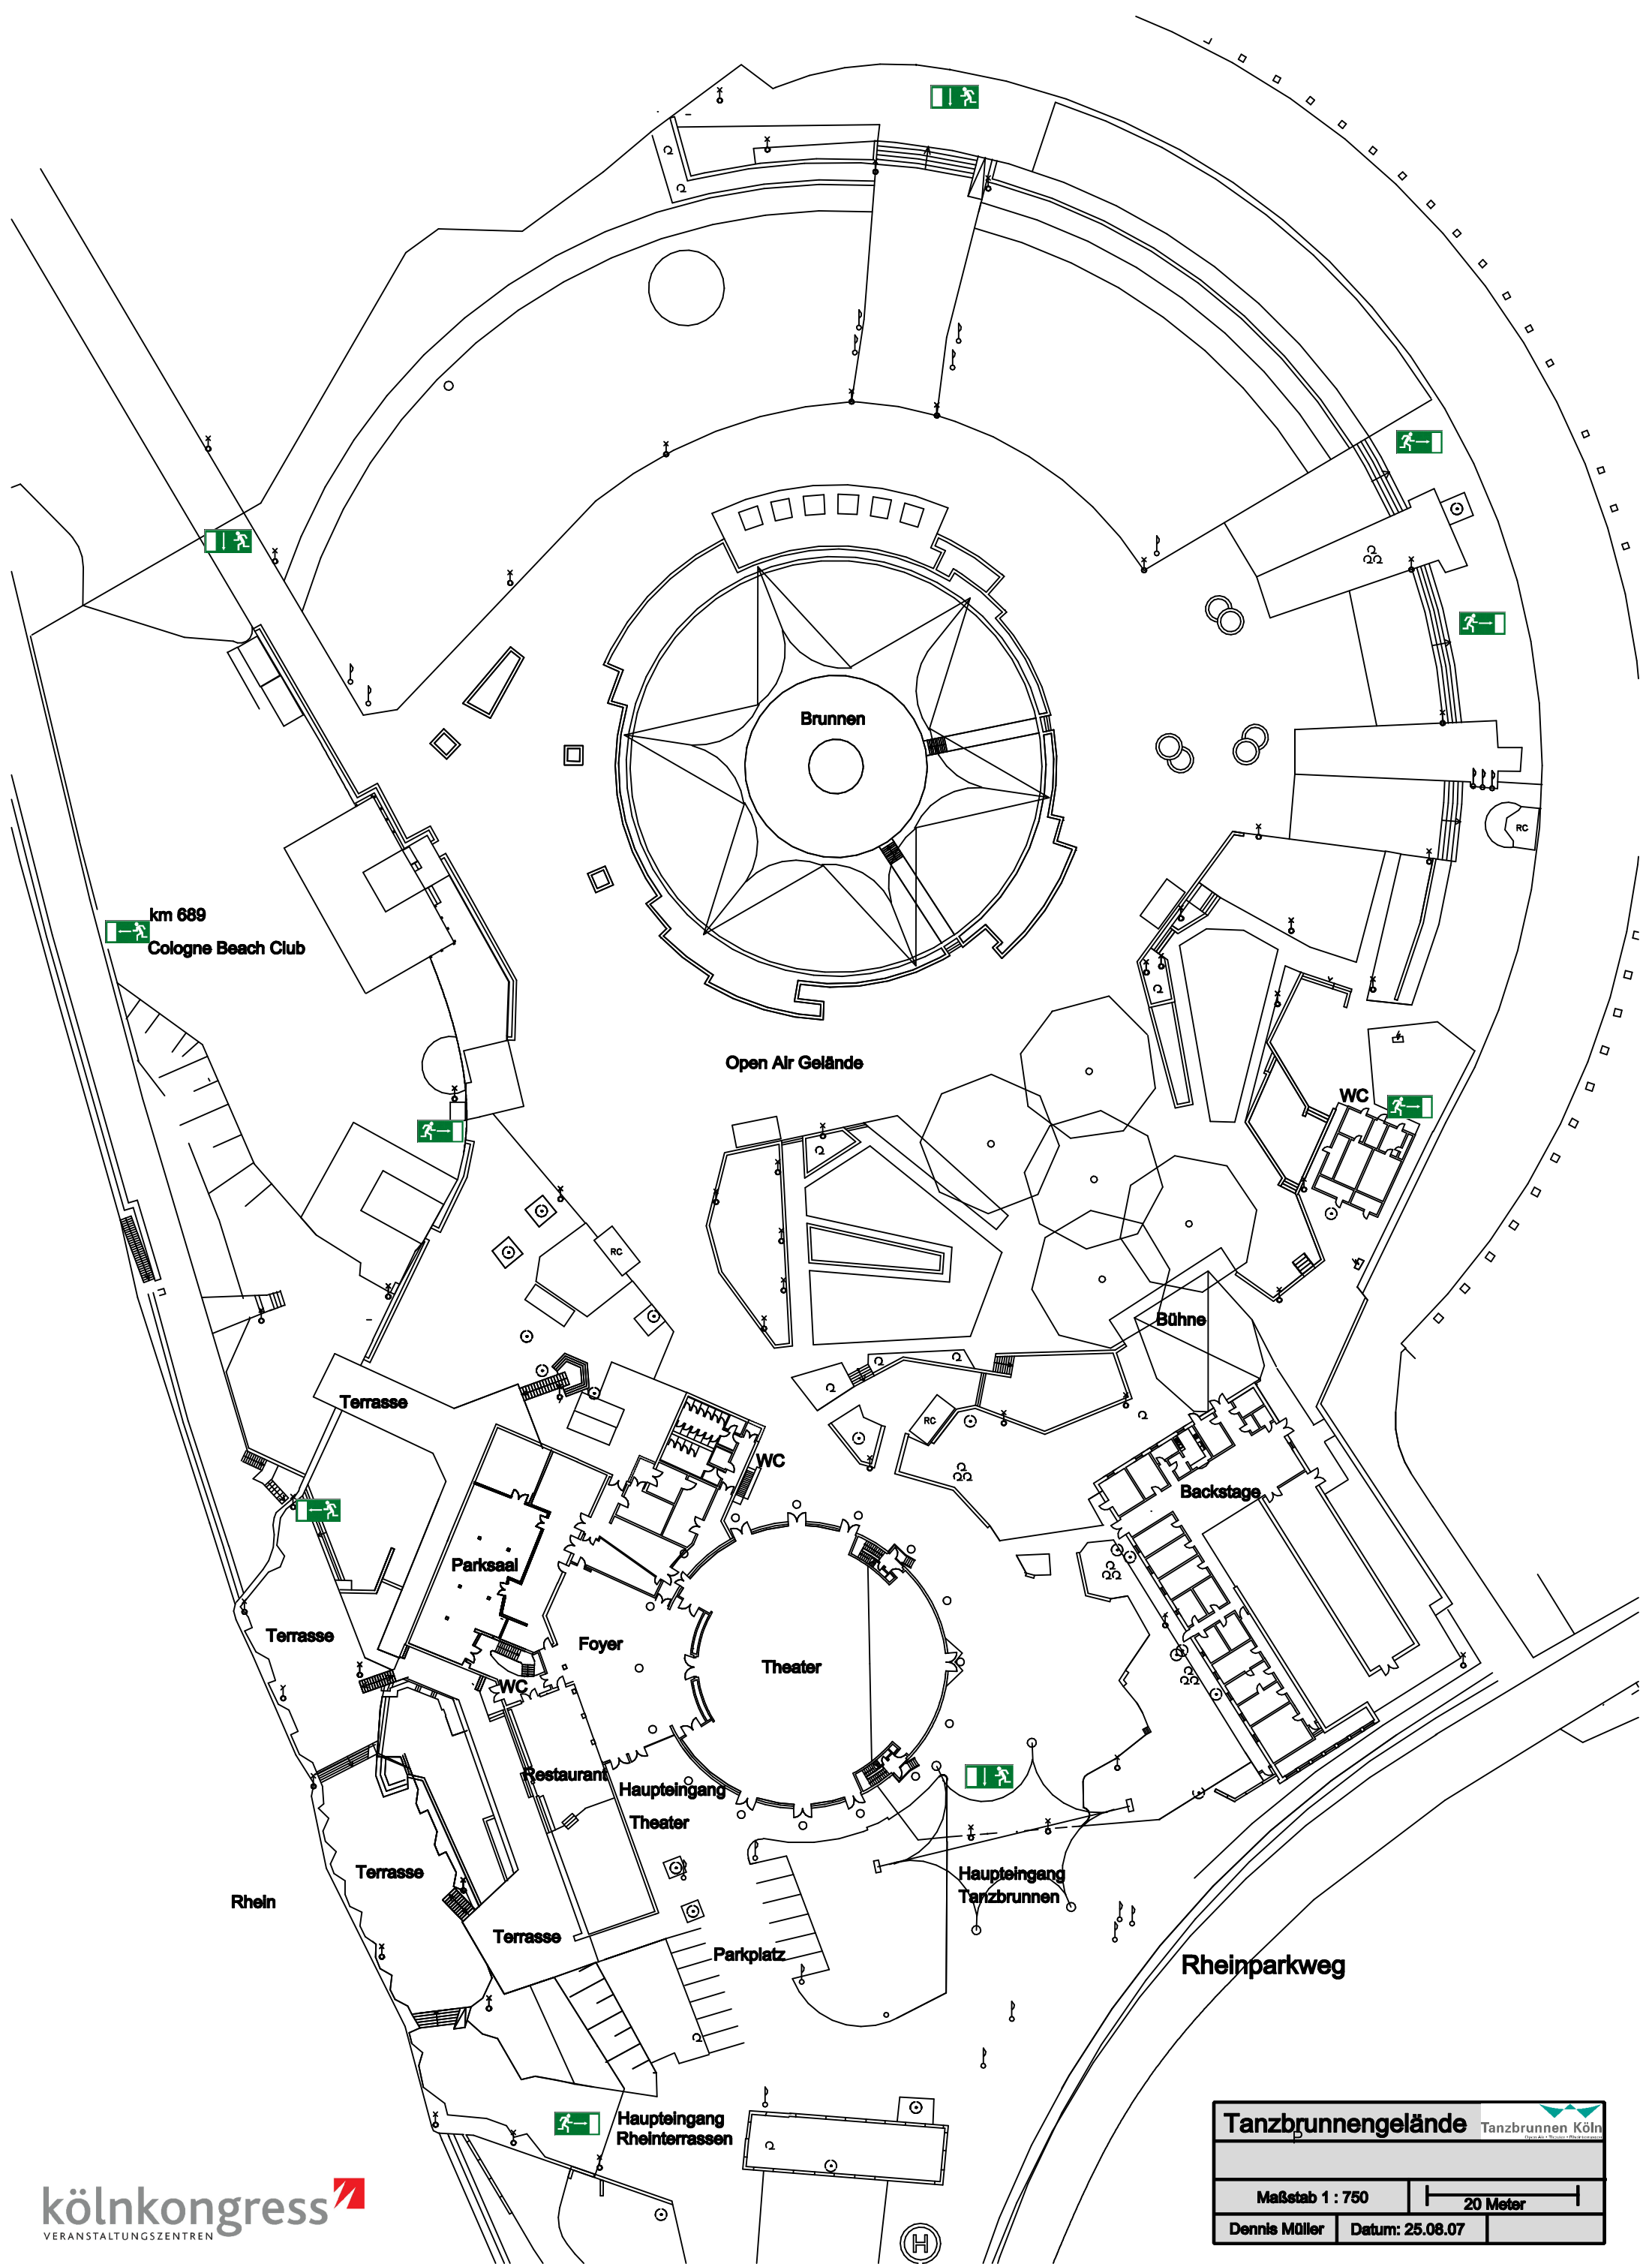 Brunnen
RC
km 689
Cologne Beach Club
Open Air Gelände
WC
RC
Bühne
Terrasse
RC
WC
Backstage
Parksaal
Terrasse
Foyer
Theater
WC
Restaurant
Haupteingang
Theater
Terrasse
Haupteingang
Tanzbrunnen
Rhein
Terrasse
Parkplatz
Rheinparkweg
Haupteingang
Rheinterrassen
H
Tanzbrunnengelände
Tanzbrunnen Köln
Maßstab 1 : 750
20 Meter
Dennis Müller
Datum: 25.08.07
kölnkongress
VERANSTALTUNGSZENTREN